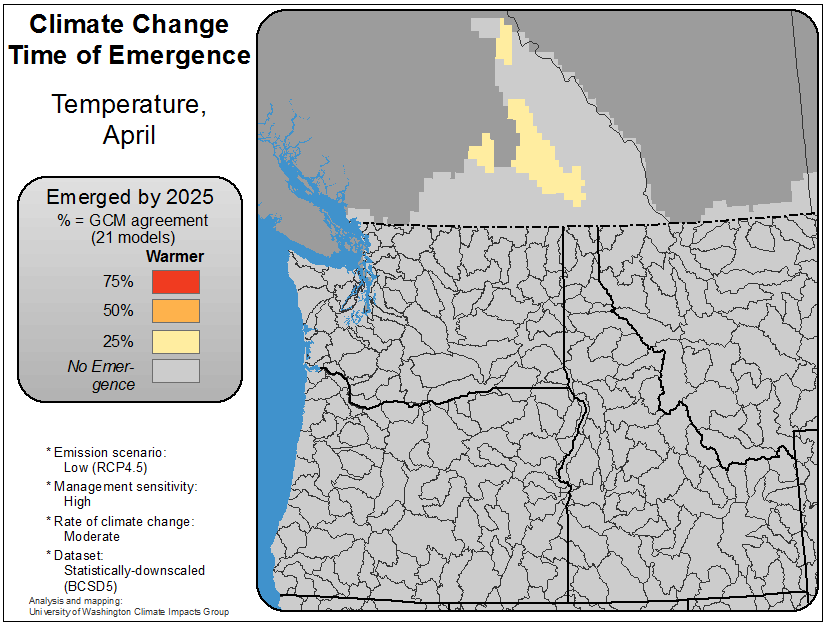 Climate Change
Time of Emergence
Temperature,
April
Emerged by 2025
% = GCM agreement
(21 models)
Warmer
75%
50%
25%
No Emer-
gence
* Emission scenario:
Low (RCP4.5)
* Management sensitivity:
High
* Rate of climate change:
Moderate
* Dataset:
Statistically-downscaled
(BCSD5)
Analysis and mapping:
University of Washington Climate Impacts Group